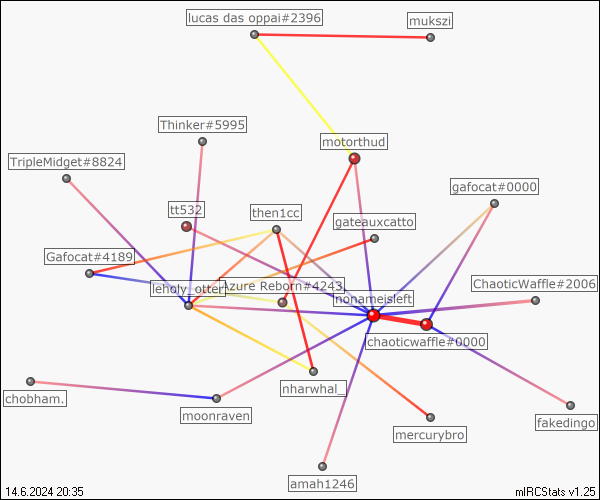 lucas das oppai#2396
mukszi
Thinker#5995
motorthud
TripleMidget#8824
gafocat#0000
tt532
then1cc
gateauxcatto
Gafocat#4189
leholy_otter
Azure Reborn#4243
nonameisleft
ChaoticWaffle#2006
chaoticwaffle#0000
nharwhal_
chobham.
moonraven
fakedingo
mercurybro
amah1246
14.6.2024 20:35
mIRCStats v1.25